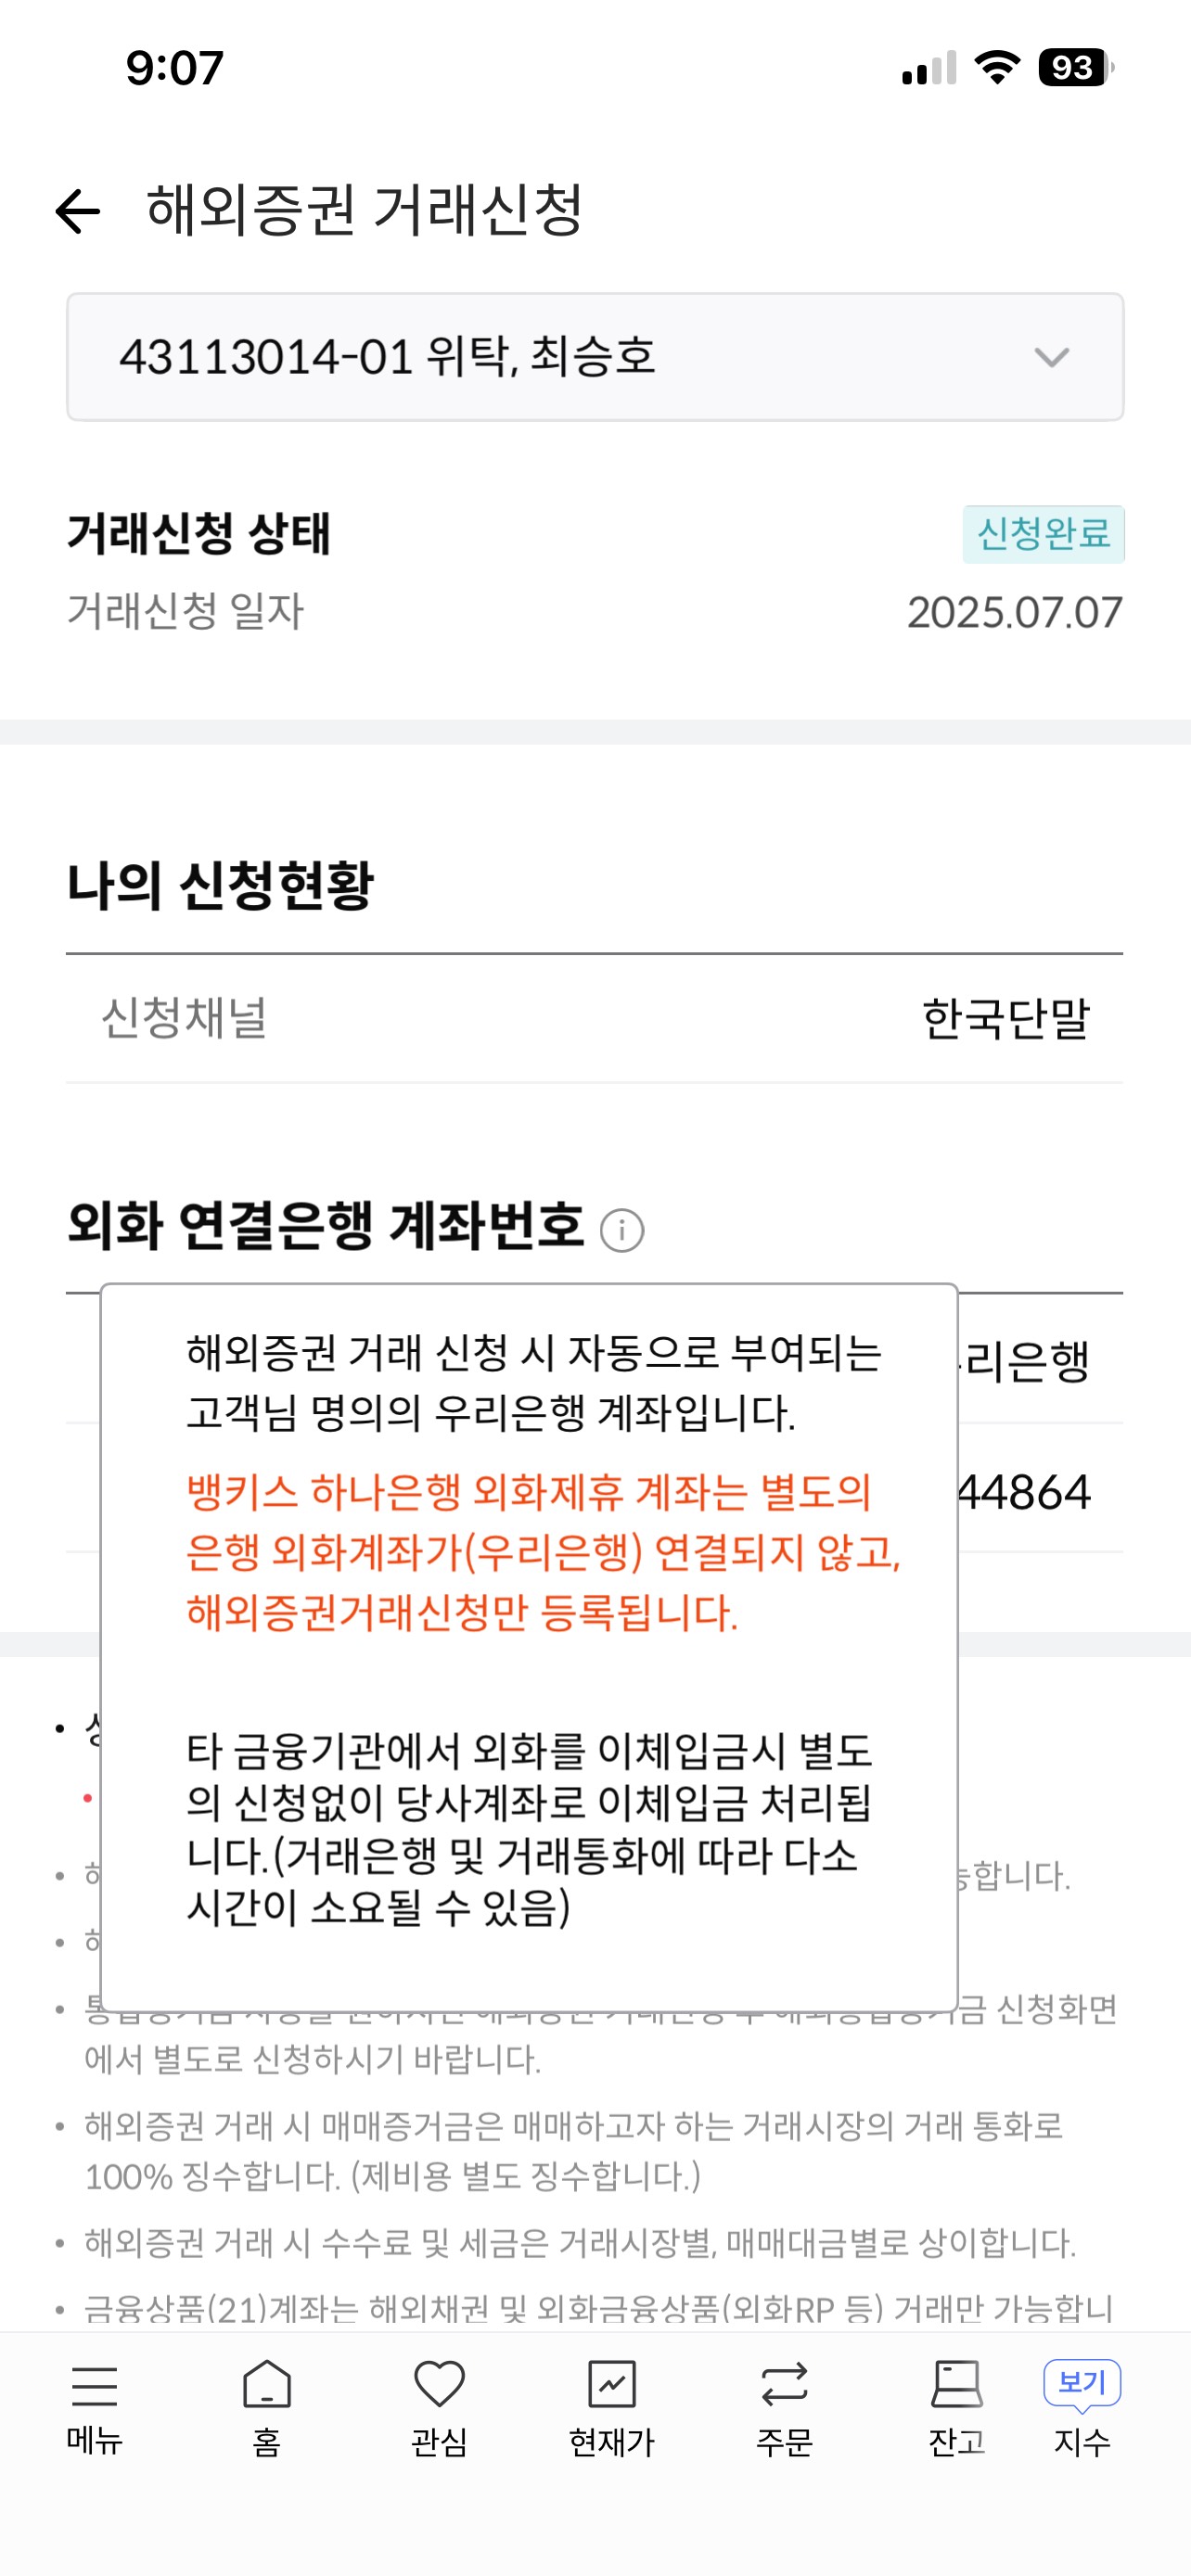 9:07
93
해외증권 거래신청
43113014-01 위탁, 최승호
거래신청 상태
신청완료
거래신청 일자
2025.07.07
나의 신청현황
신청채널
한국단말
외화 연결은행 계좌번호
해외증권 거래 신청 시 자동으로 부여되는
고객님 명의의 우리은행 계좌입니다.
뱅키스 하나은행 외화제휴 계좌는 별도의
은행 외화계좌가(우리은행) 연결되지 않고,
해외증권거래신청만 등록됩니다.
타 금융기관에서 외화를 이체입금시 별도
의 신청없이 당사계좌로 이체입금 처리됩
니다.(거래은행 및 거래통화에 따라 다소
시간이 소요될 수 있음)
리은행
44864
합니다.
금 신청화면
에서 별도로 신청하시기 바랍니다.
• 해외증권 거래 시 매매증거금은 매매하고자 하는 거래시장의 거래 통화로
100% 징수합니다. (제비용 별도 징수합니다.)
• 해외증권 거래 시 수수료 및 세금은 거래시장별, 매매대금별로 상이합니다.
• 금융상품(21)계좌는 해외채권 및 외화금융상품(외화RP 등) 거래만 가능합니
보기
메뉴
홈
관심
현재가
주문
잔고
지수